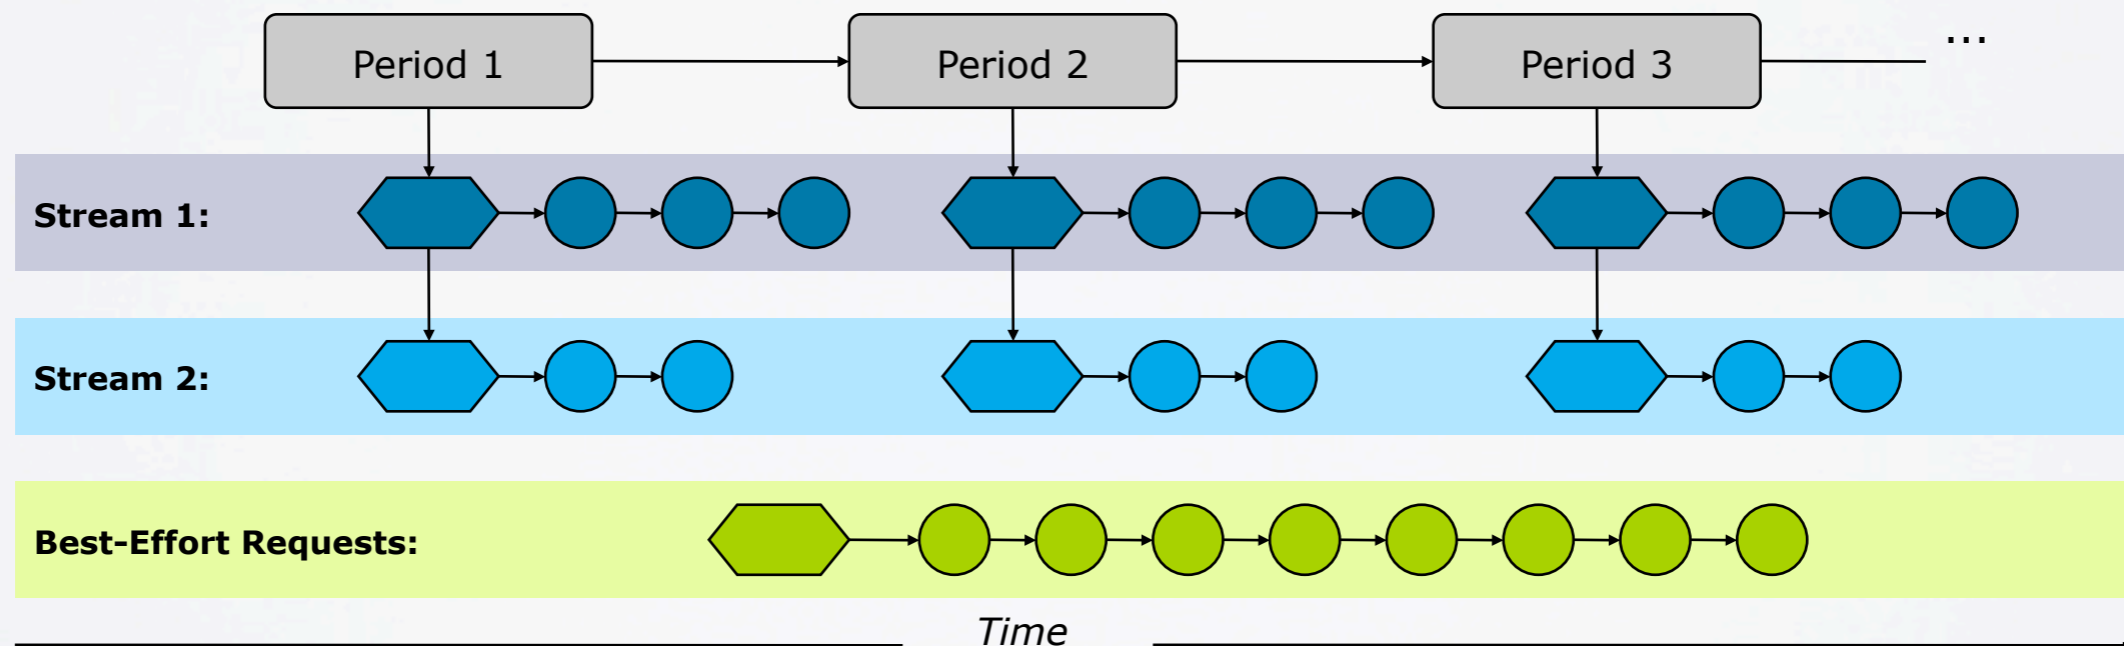 Period 1
Period 2
Period 3
...
Stream 1:
Stream 2:
Best-Effort Requests:
Time